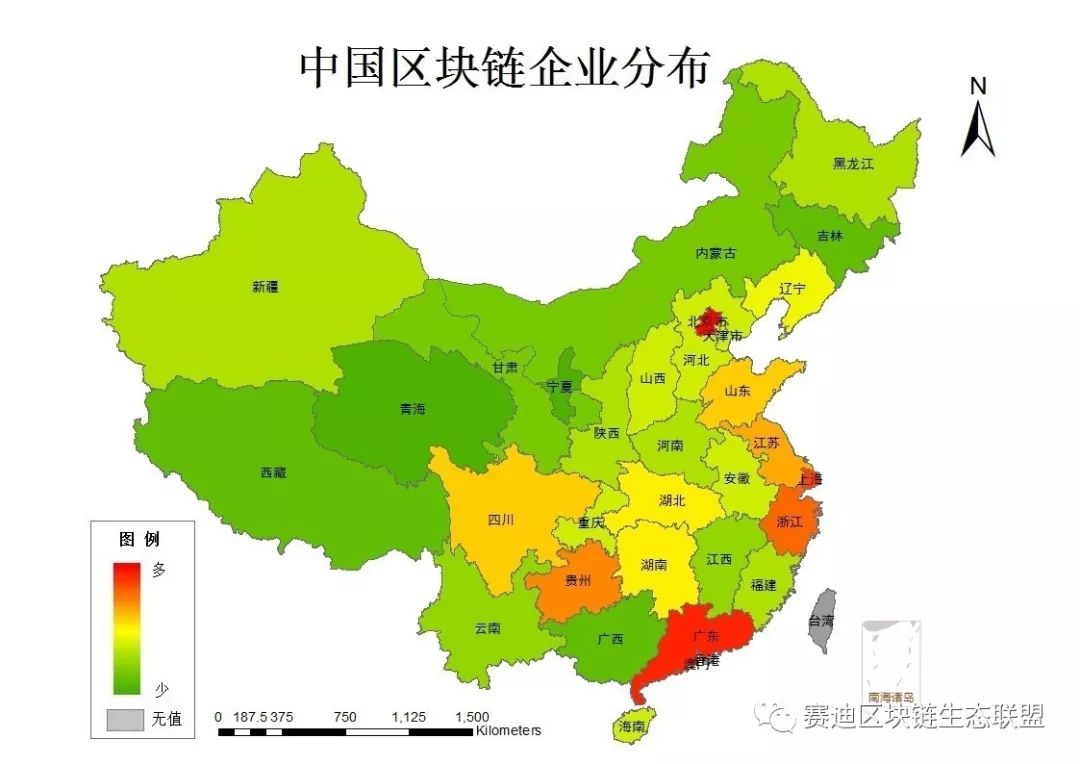 中国区块链企业分布
N
黑龙江
吉林
内蒙古
新疆
辽宁
北京市
天津市
河北
山西
甘肃
宁夏
山东
青海
陕西
河南
江苏
西藏
安徽
上海
湖北
四川
重庆
浙江
江西
湖南
贵州
福建
云南
广西
广东
台湾
香港
澳门
南海诸岛
海南
图 例
多
少
无值
0 187.5 375 750 1,125 1,500
Kilometers
赛迪区块链生态联盟